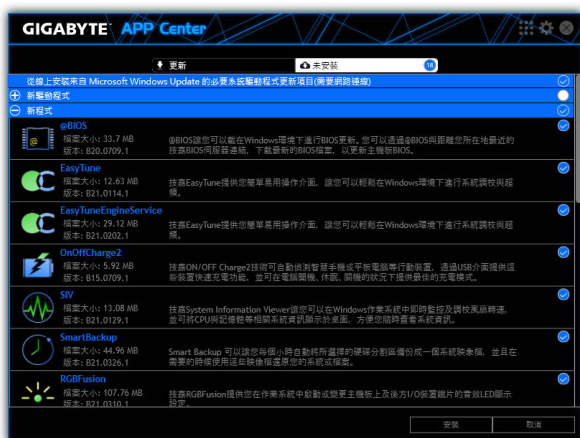 GIGABYTE™ APP Center
更新
未安裝
18
從線上安裝來自 Microsoft Windows Update 的必要系統驅動程式更新項目(需要網路連線)
新驅動程式
新程式
@BIOS
檔案大小: 33.7 MB
版本: B20.0709.1
@BIOS讓您可以載在Windows環境下進行BIOS更新。您可以透過@BIOS與距離您所在地最近的
技嘉BIOS伺服器連結，下載最新的BIOS檔案，以更新主機板BIOS。
EasyTune
檔案大小: 12.63 MB
版本: B21.0114.1
技嘉EasyTune提供您簡單易用操作介面，讓您可以輕鬆在Windows環境下進行系統調校與超
頻。
EasyTuneEngineService
檔案大小: 29.12 MB
版本: B21.0202.1
技嘉EasyTune提供您簡單易用操作介面，讓您可以輕鬆在Windows環境下進行系統調校與超
頻。
OnOffCharge2
檔案大小: 5.92 MB
版本: B15.0709.1
技嘉ON/OFF Charge2技術可自動偵測智慧手機或平板電腦等行動裝置，透過USB介面提供這
些裝置快速充電功能，並可在電腦開機、休眠、關機的狀況下提供最佳的充電模式。
SIV
檔案大小: 13.08 MB
版本: B21.0129.1
技嘉System Information Viewer讓您可以在Windows作業系統中即時監控及調校風扇轉速，
並可將CPU與記憶體等相關系統資訊顯示於桌面，方便您隨時查看系統資訊。
SmartBackup
檔案大小: 44.96 MB
版本: B21.0326.1
Smart Backup 可以讓您每個小時自動將所選擇的硬碟分割區備份成一個系統映象檔，並且在
需要的時候使用這些映像檔還原您的系統或檔案。
RGBFusion
檔案大小: 107.76 MB
版本: B21.0310.1
技嘉RGBFusion提供您在作業系統中啟動或變更主機板上及後方I/O裝置鐵片的音效LED顯示
設定。
安裝
取消